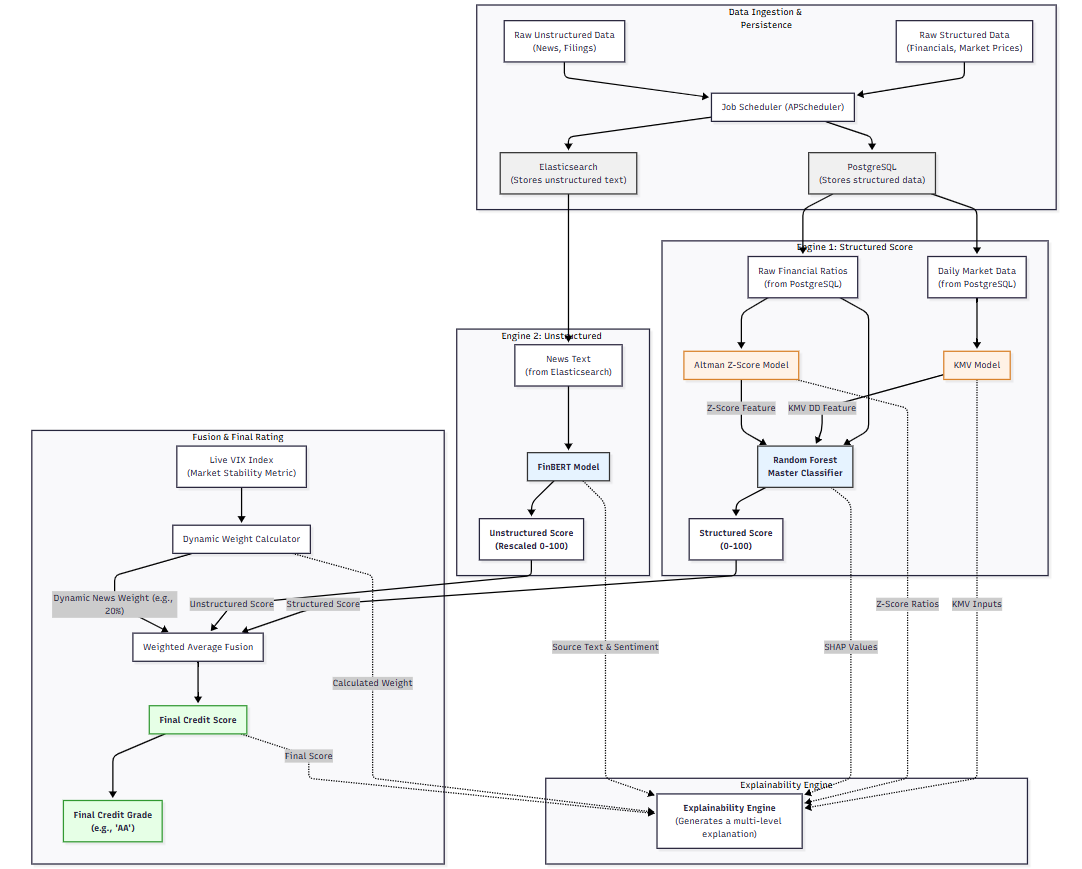 Data Ingestion &
Persistence
Raw Unstructured Data
(News, Filings)
Raw Structured Data
(Financials, Market Prices)
Job Scheduler (APScheduler)
Elasticsearch
(Stores unstructured text)
PostgreSQL
(Stores structured data)
Engine 1: Structured Score
Raw Financial Ratios
(from PostgreSQL)
Daily Market Data
(from PostgreSQL)
Engine 2: Unstructured
News Text
(from Elasticsearch)
Altman Z-Score Model
KMV Model
Z-Score Feature
KMV DD Feature
Fusion & Final Rating
Live VIX Index
(Market Stability Metric)
FinBERT Model
Random Forest
Master Classifier
Dynamic Weight Calculator
Unstructured Score
(Rescaled 0-100)
Structured Score
(0-100)
Dynamic News Weight (e.g.,
20%)
Unstructured Score
Structured Score
Z-Score Ratios
KMV Inputs
Weighted Average Fusion
Source Text & Sentiment
SHAP Values
Calculated Weight
Final Credit Score
Final Score
Explainability Engine
Final Credit Grade
(e.g., 'AA')
Explainability Engine
(Generates a multi-level
explanation)